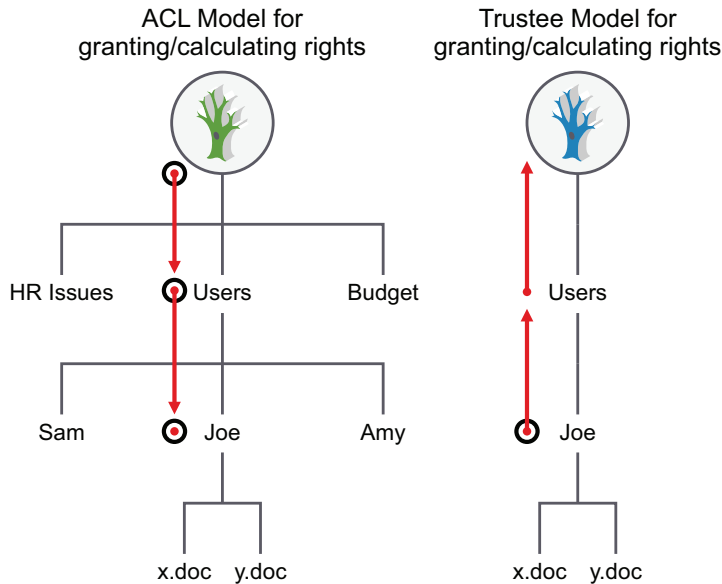 ACL Model for
granting/calculating rights
Trustee Model for
granting/calculating rights
HR Issues
Users
Budget
Users
Sam
Joe
Amy
Joe
x.doc
y.doc
x.doc
y.doc